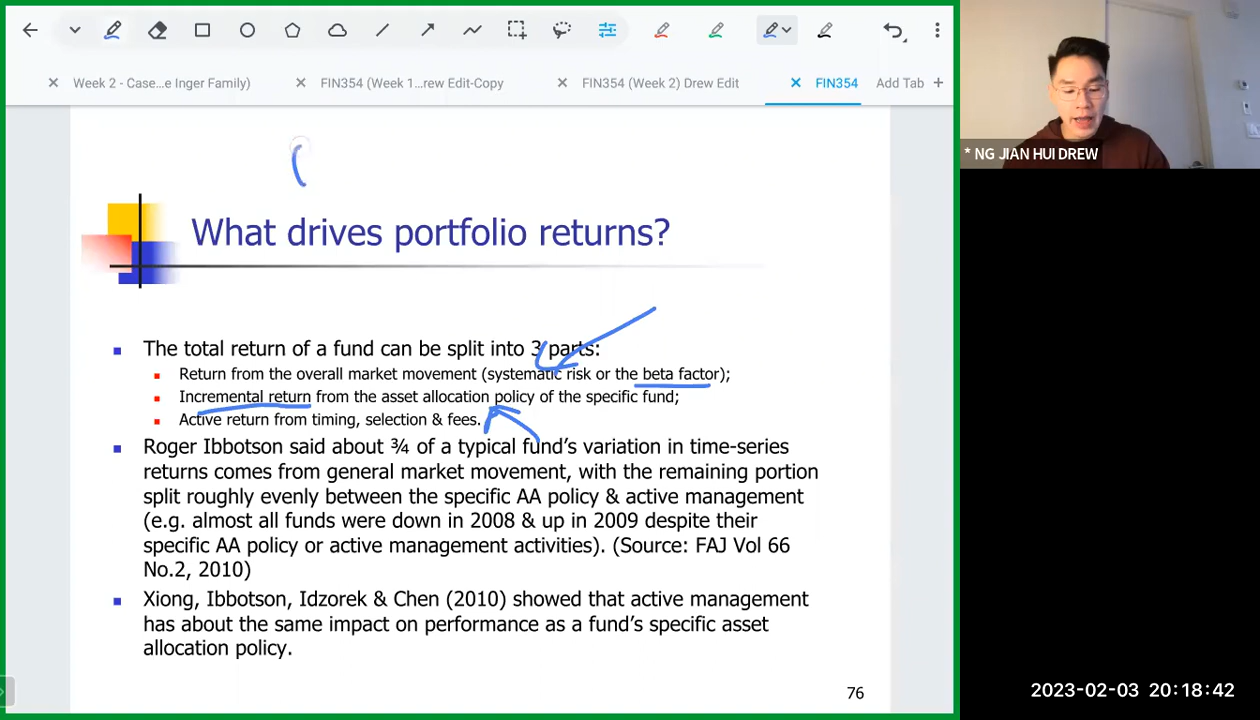 Week 2 - Case...e Inger Family)
FIN354 (Week 1...rew Edit-Copy
FIN354 (Week 2) Drew Edit
FIN354
Add Tab +
* NG JIAN HUI DREW
What drives portfolio returns?
The total return of a fund can be split into 3 parts:
Return from the overall market movement (systematic risk or the beta factor);
Incremental return from the asset allocation policy of the specific fund;
Active return from timing, selection & fees.
Roger Ibbotson said about ¾ of a typical fund's variation in time-series
returns comes from general market movement, with the remaining portion
split roughly evenly between the specific AA policy & active management
(e.g. almost all funds were down in 2008 & up in 2009 despite their
specific AA policy or active management activities). (Source: FAJ Vol 66
No.2, 2010)
Xiong, Ibbotson, Idzorek & Chen (2010) showed that active management
has about the same impact on performance as a fund's specific asset
allocation policy.
76
2023-02-03 20:18:42